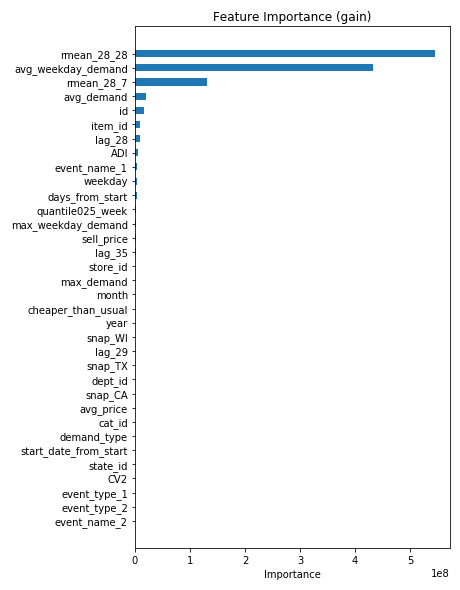 Feature Importance (gain)
rmean_28_28
avg_weekday_demand
rmean_28_7
avg_demand
id
item_id
lag_28
ADI
event_name_1
weekday
days_from_start
quantile025_week
max_weekday_demand
sell_price
lag_35
store_id
max_demand
month
cheaper_than_usual
year
snap_WI
lag_29
snap_TX
dept_id
snap_CA
avg_price
cat_id
demand_type
start_date_from_start
state_id
CV2
event_type_1
event_type_2
event_name_2
0 1 2 3 4 5
1e8
Importance